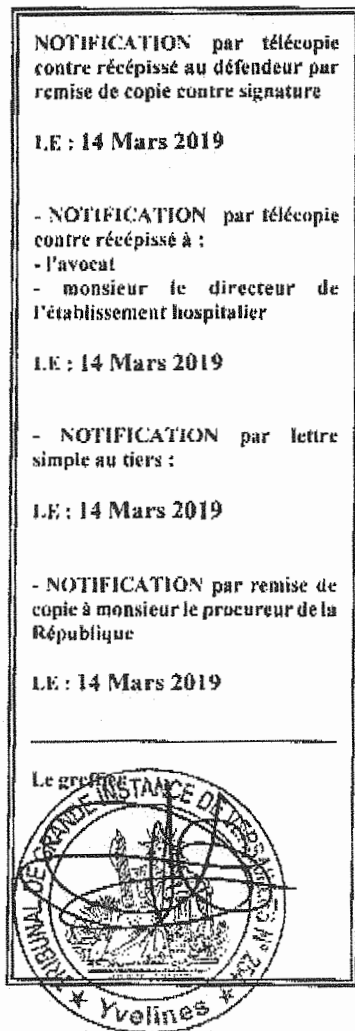 NOTIFICATION par télécopie
contre récépissé au défendeur par
remise de copie contre signature
LE : 14 Mars 2019
- NOTIFICATION par télécopie
contre récépissé à :
- l'avocat
- monsieur le directeur de
l'établissement hospitalier
LE : 14 Mars 2019
- NOTIFICATION par lettre
simple au tiers :
LE : 14 Mars 2019
- NOTIFICATION par remise de
copie à monsieur le procureur de la
République
LE : 14 Mars 2019
Le greffier
TRIBUNAL DE GRANDE INSTANCE DE VERSAILLES N°
★ Yvelines ★